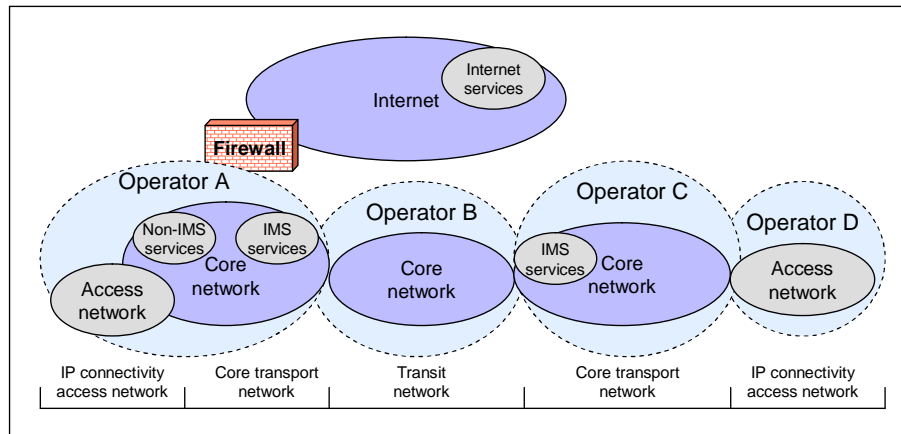 Internet
services
Internet
Firewall
Operator A
Non-IMS
services
IMS
services
Core
network
Access
network
Operator B
Core
network
Operator C
IMS
services
Core
network
Operator D
Access
network
IP connectivity
access network
Core transport
network
Transit
network
Core transport
network
IP connectivity
access network